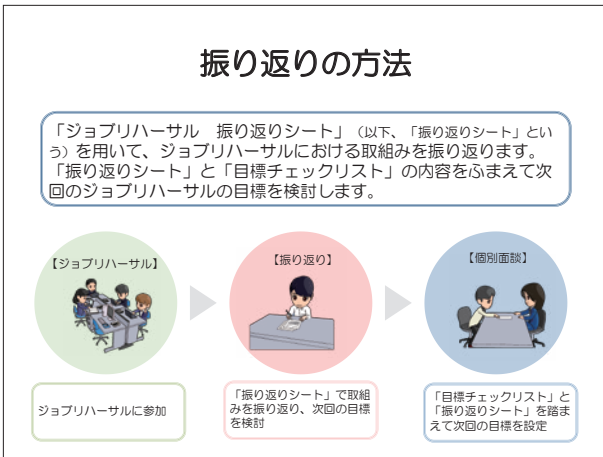 振り返りの方法
「ジョブリハーサル　振り返りシート」（以下、「振り返りシート」とい
う）を用いて、ジョブリハーサルにおける取組みを振り返ります。
「振り返りシート」と「目標チェックリスト」の内容をふまえて次
回のジョブリハーサルの目標を検討します。
【ジョブリハーサル】
【振り返り】
【個別面談】
ジョブリハーサルに参加
「振り返りシート」で取組
みを振り返り、次回の目標
を検討
「目標チェックリスト」と
「振り返りシート」を踏ま
えて次回の目標を設定